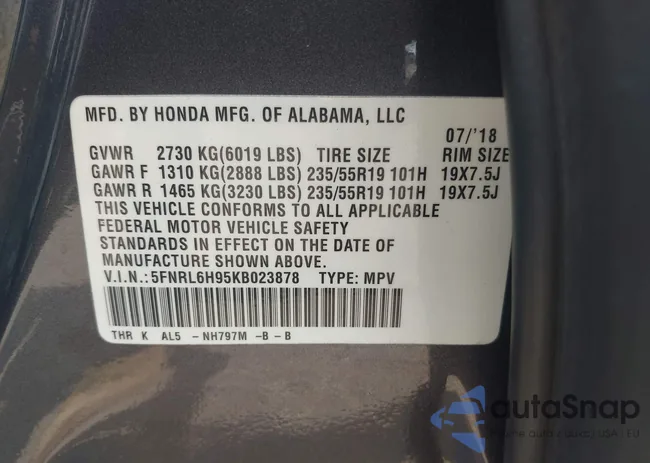 MFD. BY HONDA MFG. OF ALABAMA, LLC
07/'18
GVWR 2730 KG(6019 LBS) TIRE SIZE RIM SIZE
GAWR F 1310 KG(2888 LBS) 235/55R19 101H 19X7.5J
GAWR R 1465 KG(3230 LBS) 235/55R19 101H 19X7.5J
THIS VEHICLE CONFORMS TO ALL APPLICABLE
FEDERAL MOTOR VEHICLE SAFETY
STANDARDS IN EFFECT ON THE DATE OF
MANUFACTURE SHOWN ABOVE.
V.I.N.:5FNRL6H95KB023878 TYPE: MPV
THR K AL5 - NH797M -B - B
autaSnap